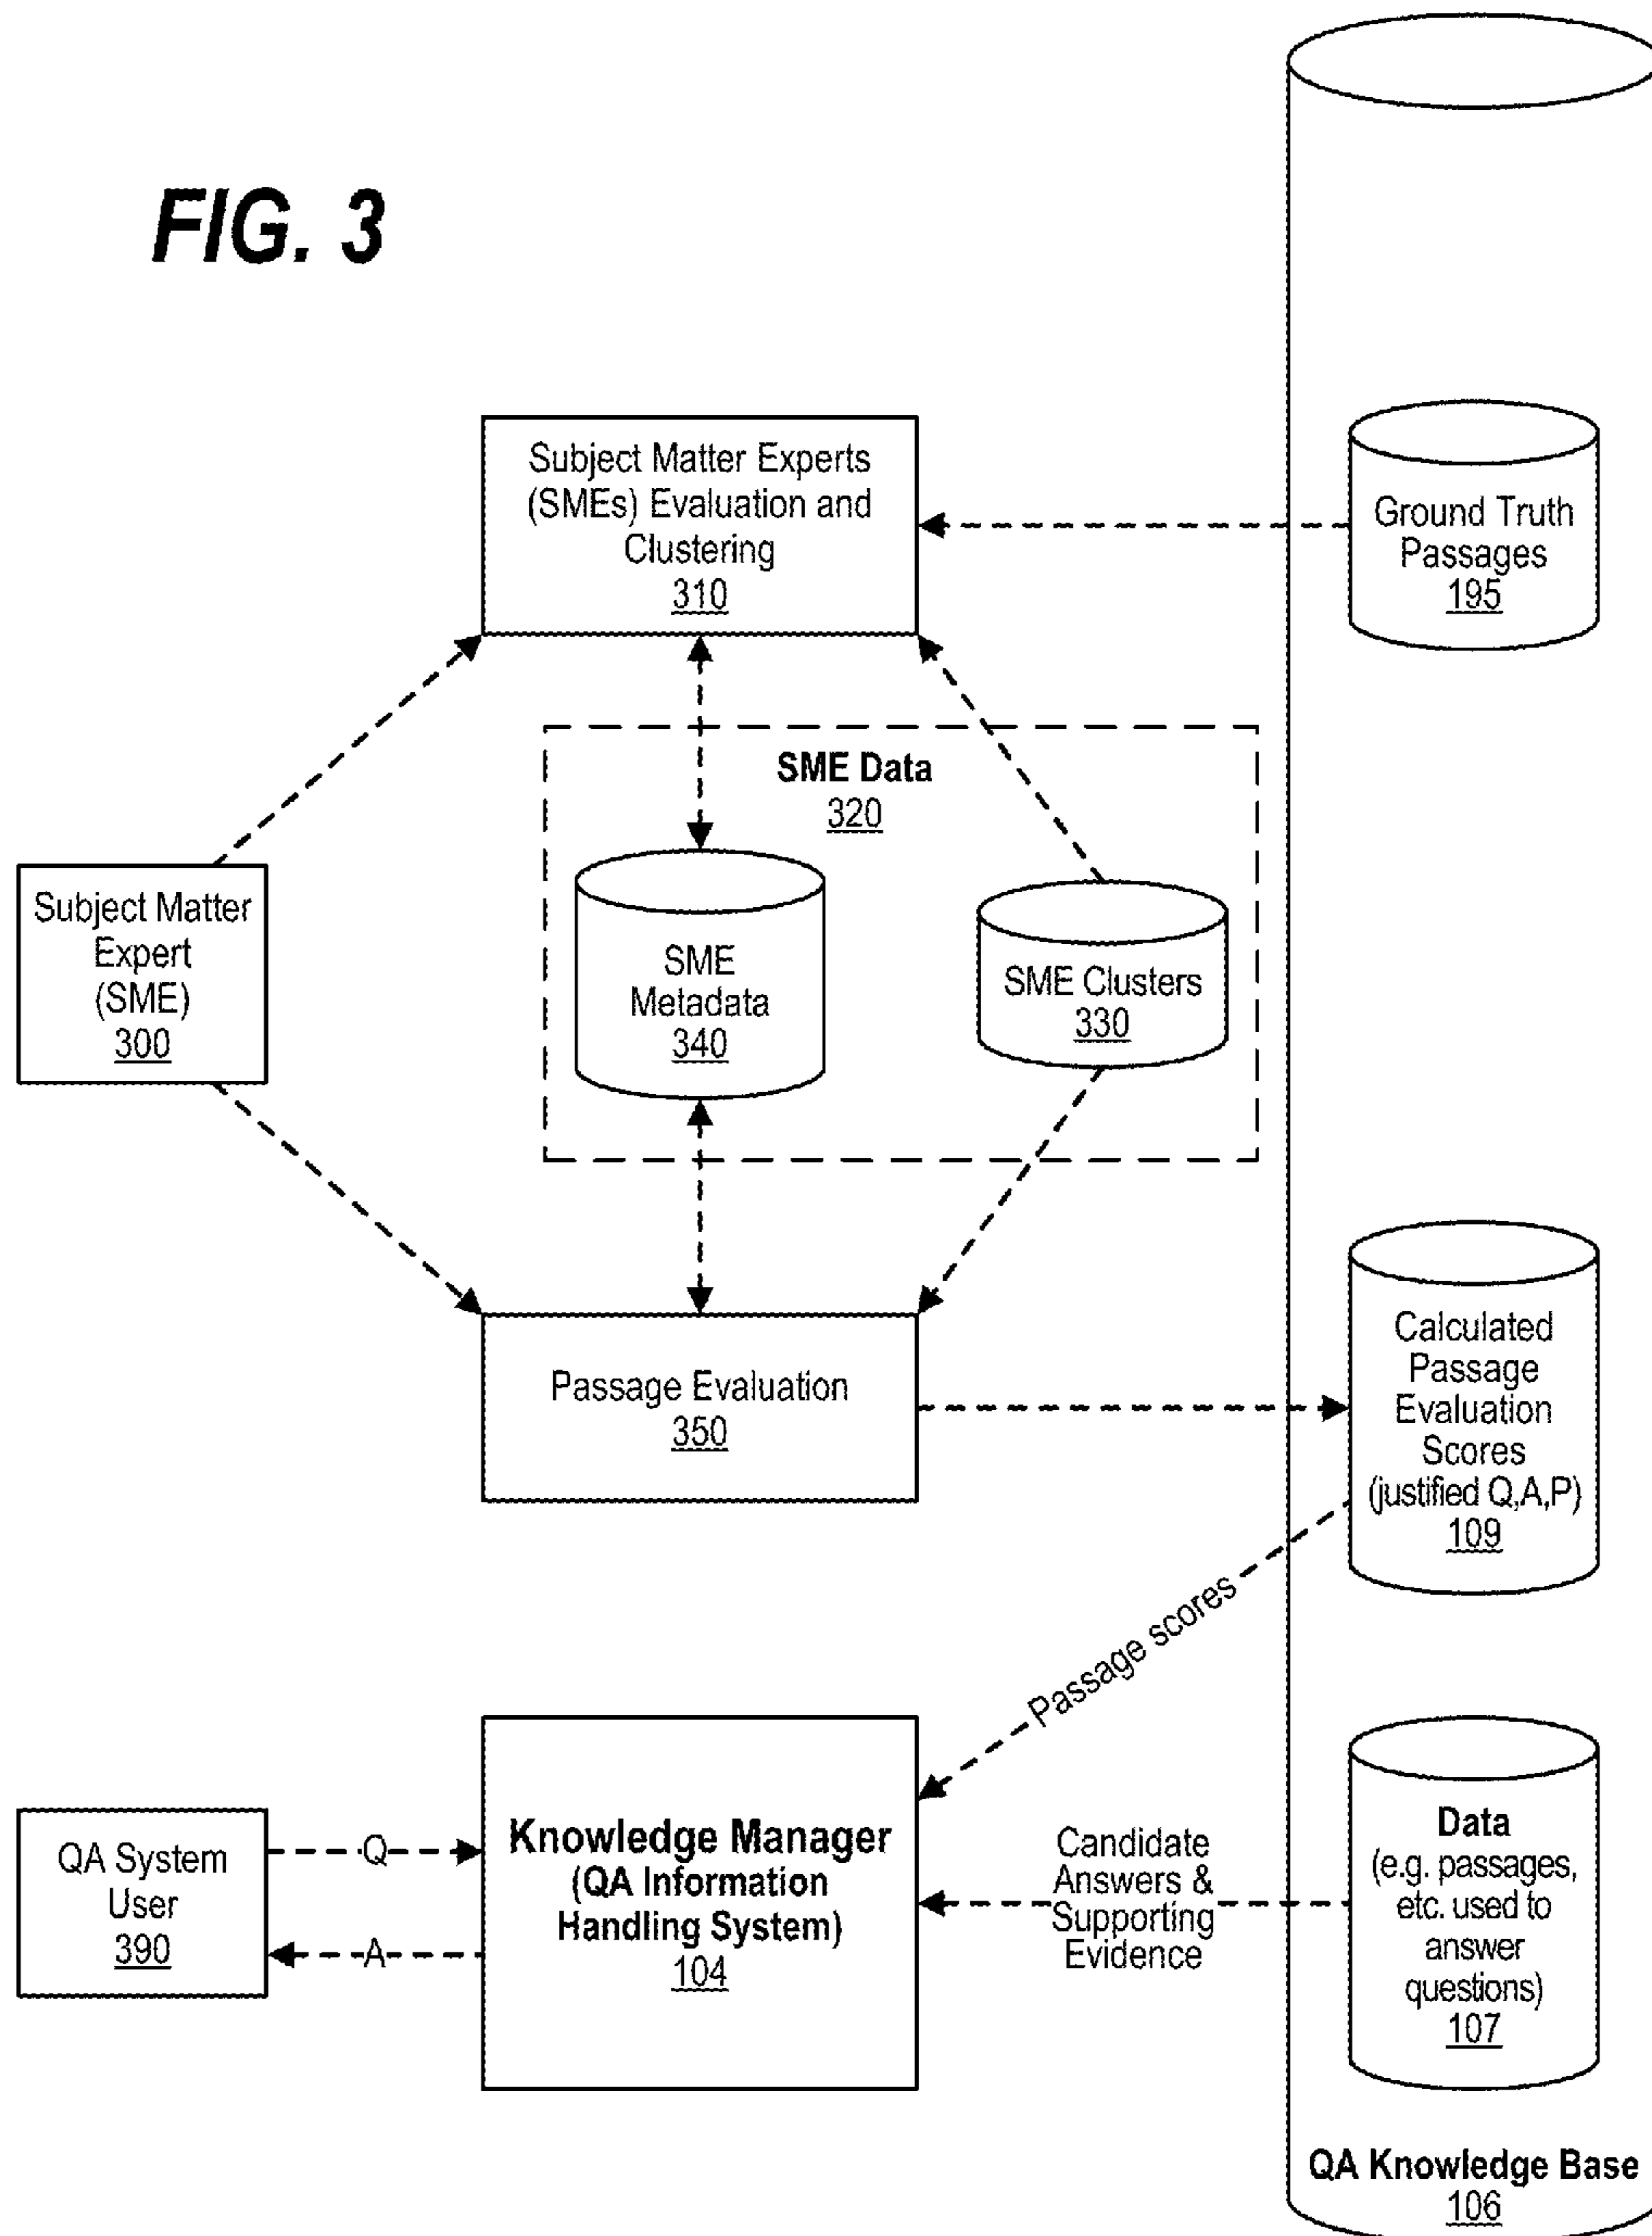 FIG. 3
Subject Matter Experts
(SMEs) Evaluation and
Clustering
310
Ground Truth
Passages
195
SME Data
320
Subject Matter
Expert
(SME)
300
SME
Metadata
340
SME Clusters
330
Passage Evaluation
350
Calculated
Passage
Evaluation
Scores
(justified Q,A,P)
109
Passage scores
QA System
User
390
Q
A
Knowledge Manager
(QA Information
Handling System)
104
Candidate
Answers &
Supporting
Evidence
Data
(e.g. passages,
etc. used to
answer
questions)
107
QA Knowledge Base
106